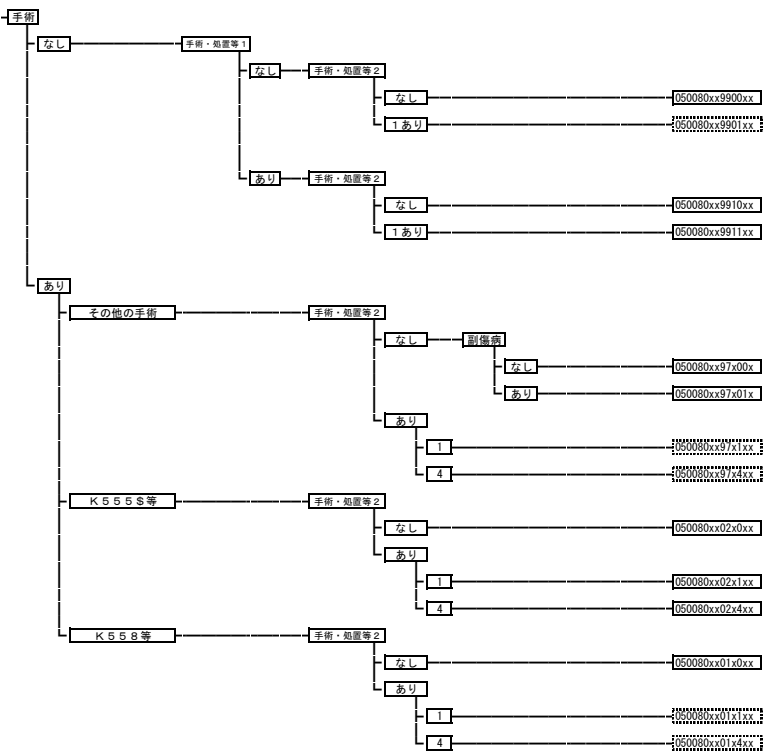 手術
なし
手術・処置等1
なし
手術・処置等2
なし
050080xx9900xx
1あり
050080xx9901xx
あり
手術・処置等2
なし
050080xx9910xx
1あり
050080xx9911xx
あり
その他の手術
手術・処置等2
なし
副傷病
なし
050080xx97x00x
あり
050080xx97x01x
あり
1
050080xx97x1xx
4
050080xx97x4xx
K555$等
手術・処置等2
なし
050080xx02x0xx
あり
1
050080xx02x1xx
4
050080xx02x4xx
K558等
手術・処置等2
なし
050080xx01x0xx
あり
1
050080xx01x1xx
4
050080xx01x4xx